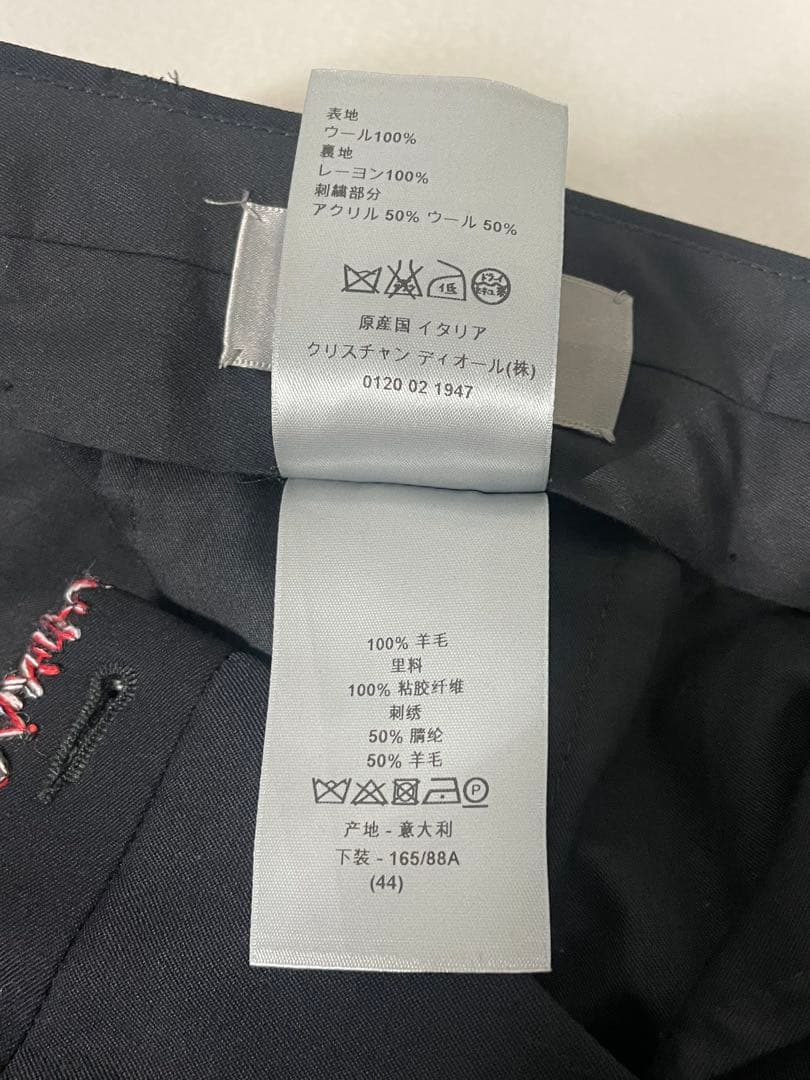 表地
ウール100%
裏地
レーヨン100%
刺繍部分
アクリル 50% ウール 50%
低
原産国 イタリア
クリスチャン ディオール(株)
0120 02 1947
100% 羊毛
里料
100% 粘胶纤维
刺绣
50% 腈纶
50% 羊毛
P
产地 - 意大利
下装 - 165/88A
(44)